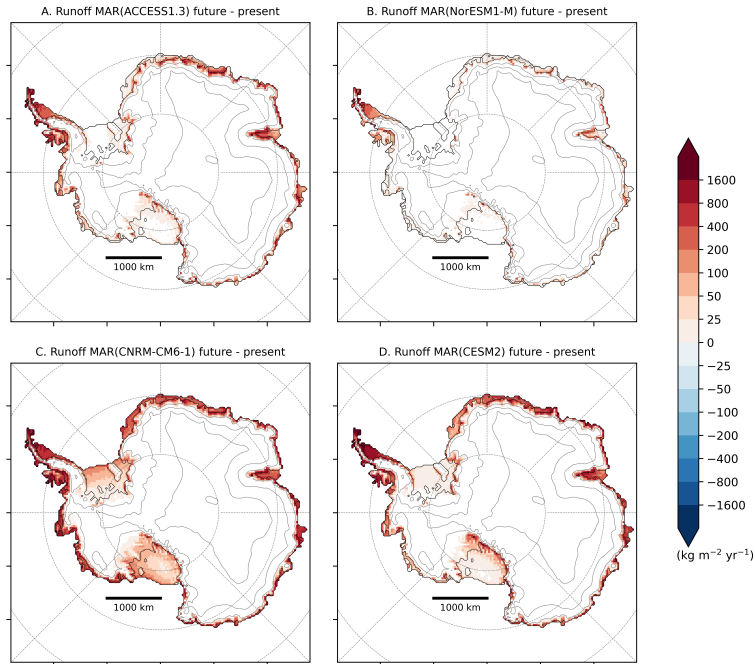 A. Runoff MAR(ACCESS1.3) future - present
B. Runoff MAR(NorESM1-M) future - present
1000 km
1000 km
C. Runoff MAR(CNRM-CM6-1) future - present
D. Runoff MAR(CESM2) future - present
1000 km
1000 km
1600
800
400
200
100
50
25
0
−25
−50
−100
−200
−400
−800
−1600
(kg m⁻² yr⁻¹)